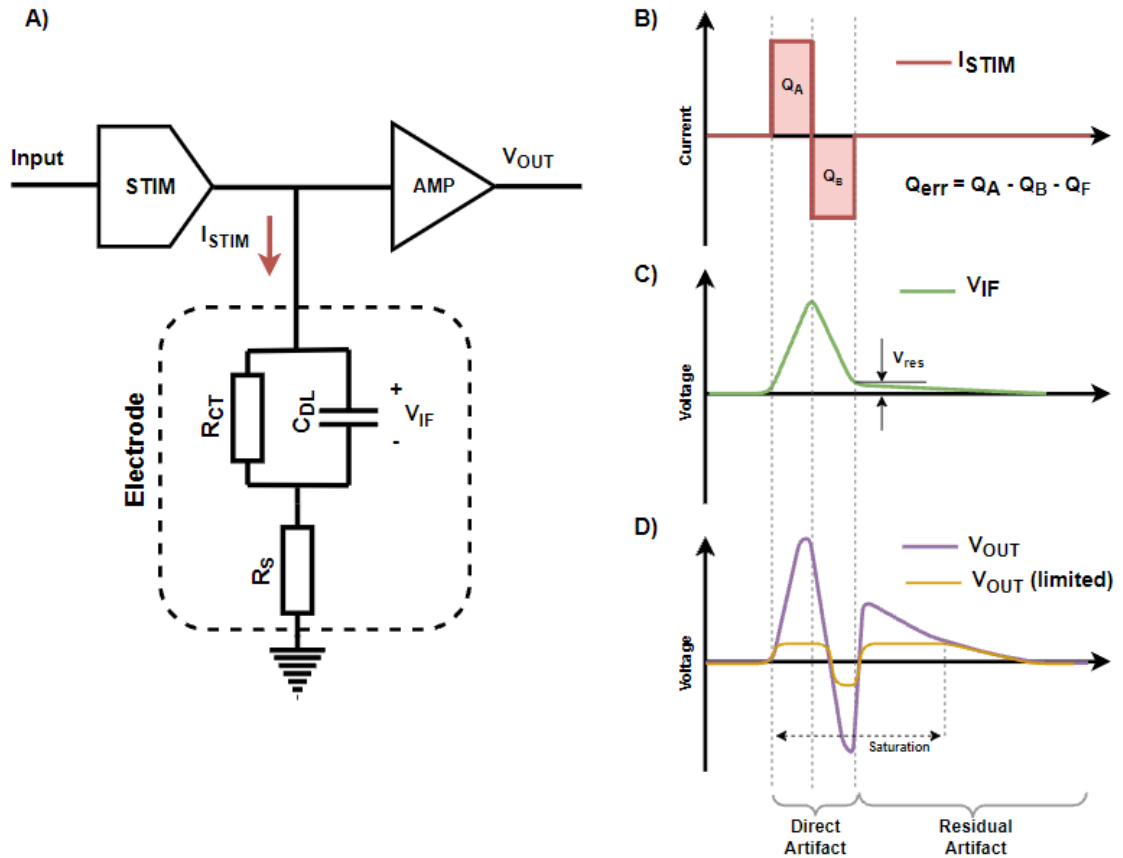 A)
Input
STIM
AMP
VOUT
ISTIM
Electrode
RCT
CDL
+
VIF
-
RS
B)
Current
QA
QB
ISTIM
Qerr = QA - QB - QF
C)
Voltage
VIF
Vres
D)
Voltage
VOUT
VOUT (limited)
Saturation
Direct
Artifact
Residual
Artifact